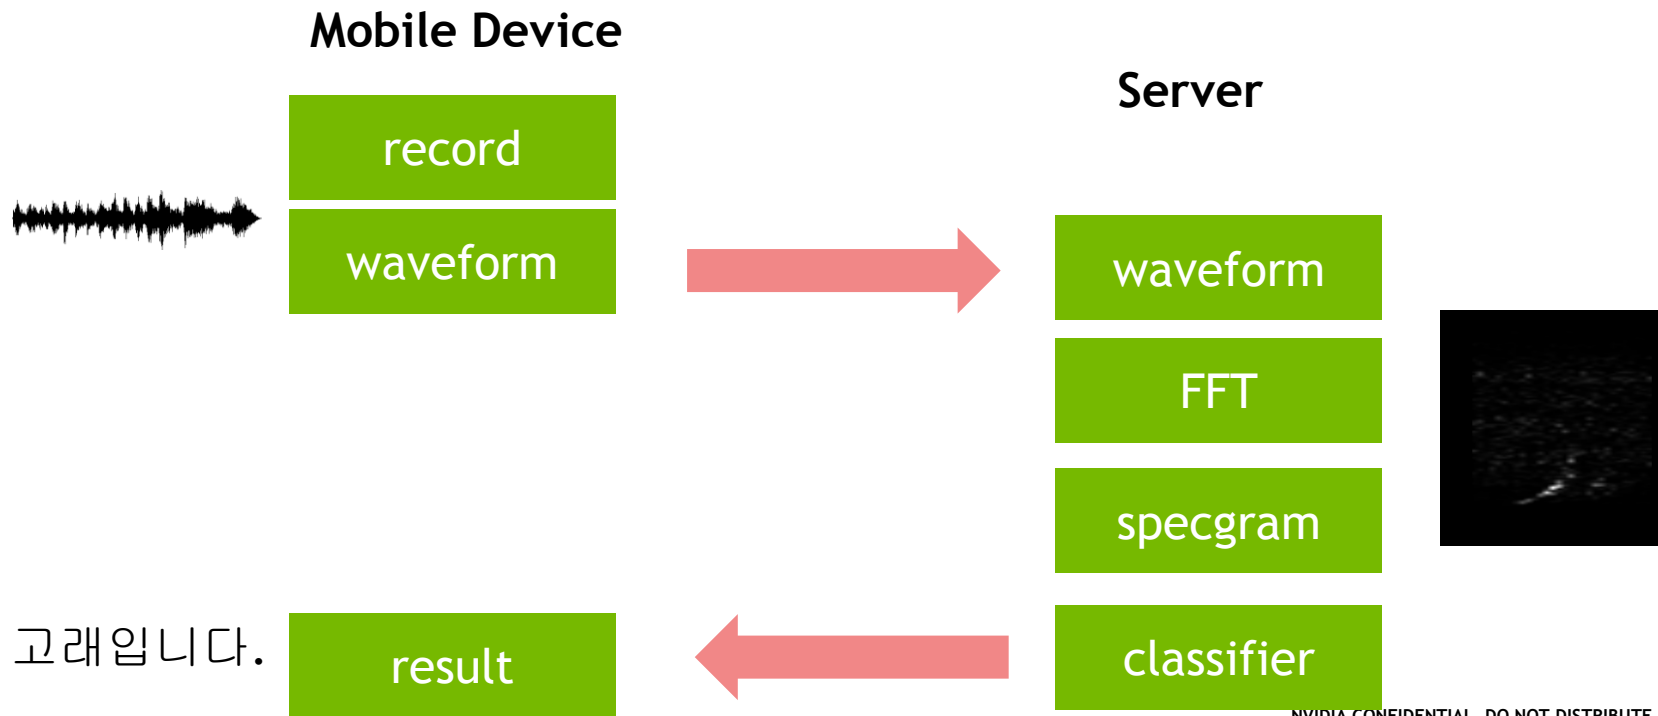 Mobile Device
record
waveform
Server
waveform
FFT
specgram
classifier
고래입니다.
result
NVIDIA CONFIDENTIAL. DO NOT DISTRIBUTE